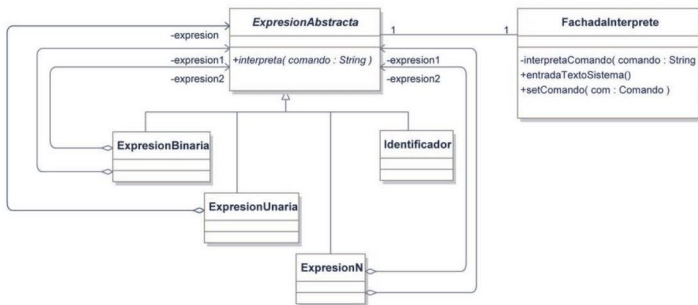 ExpresionAbstracta
+interpreta( comando : String )
1
1
FachadaInterprete
-interpretaComando( comando : String
+entradaTextoSistema()
+setComando( com : Comando )
-expresion
-expresion1
-expresion2
-expresion1
-expresion2
ExpresionBinaria
Identificador
ExpresionUnaria
ExpresionN